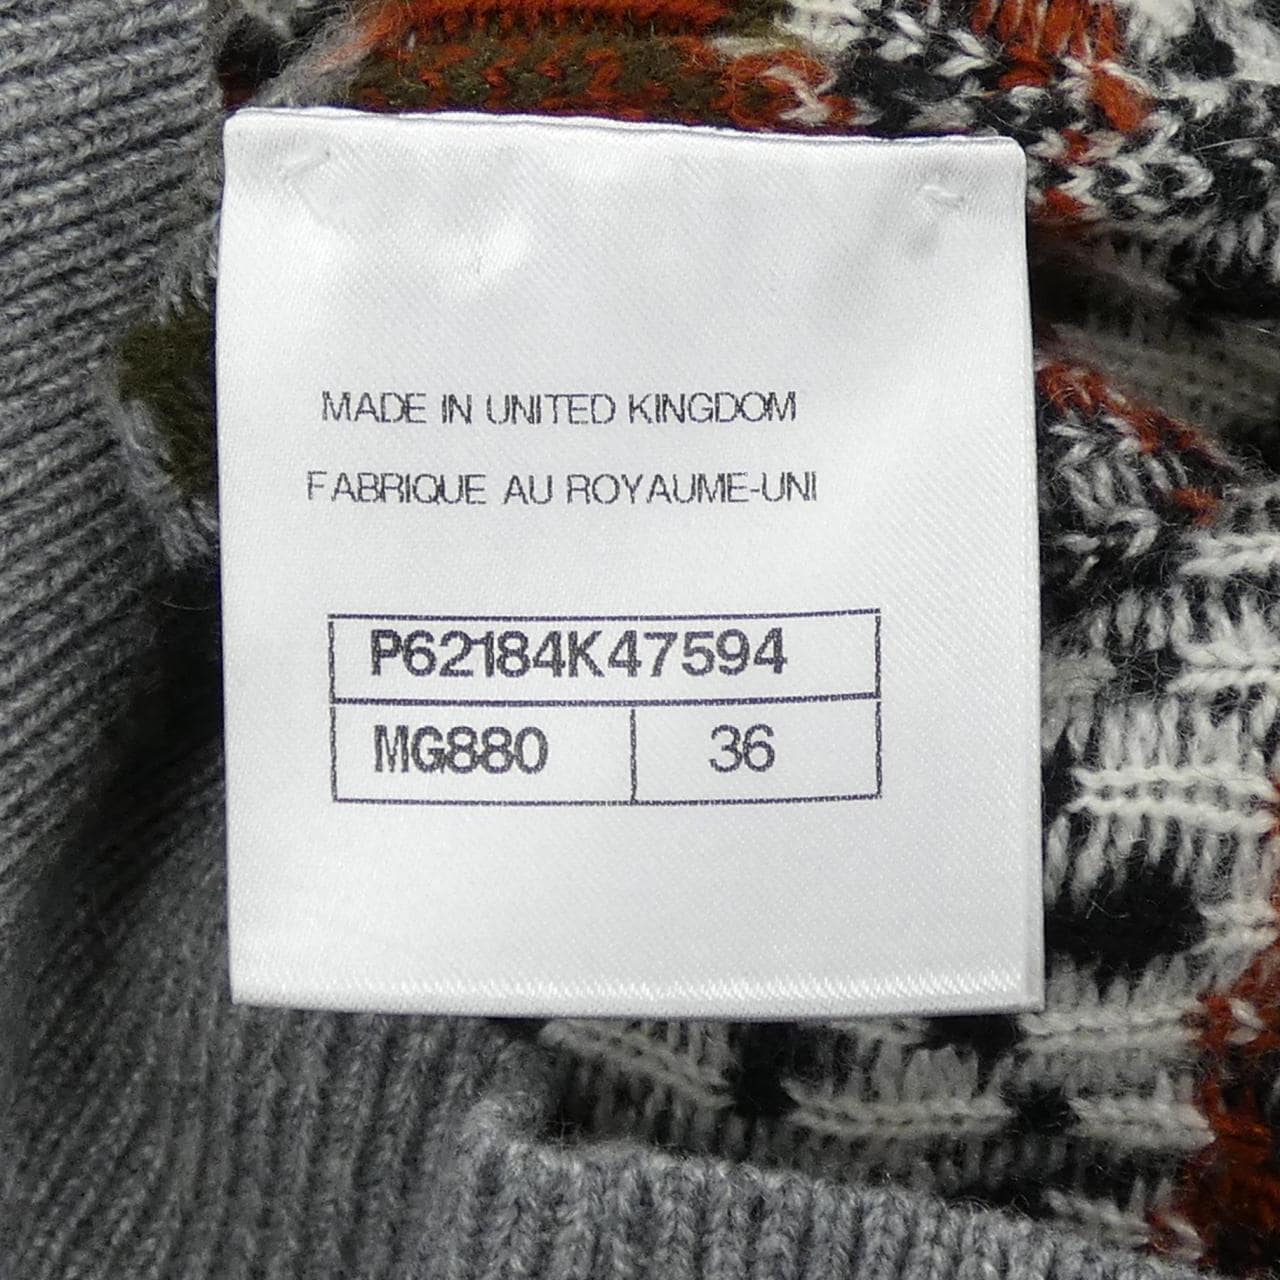 MADE IN UNITED KINGDOM
FABRIQUE AU ROYAUME-UNI
P62184K47594
MG880 36